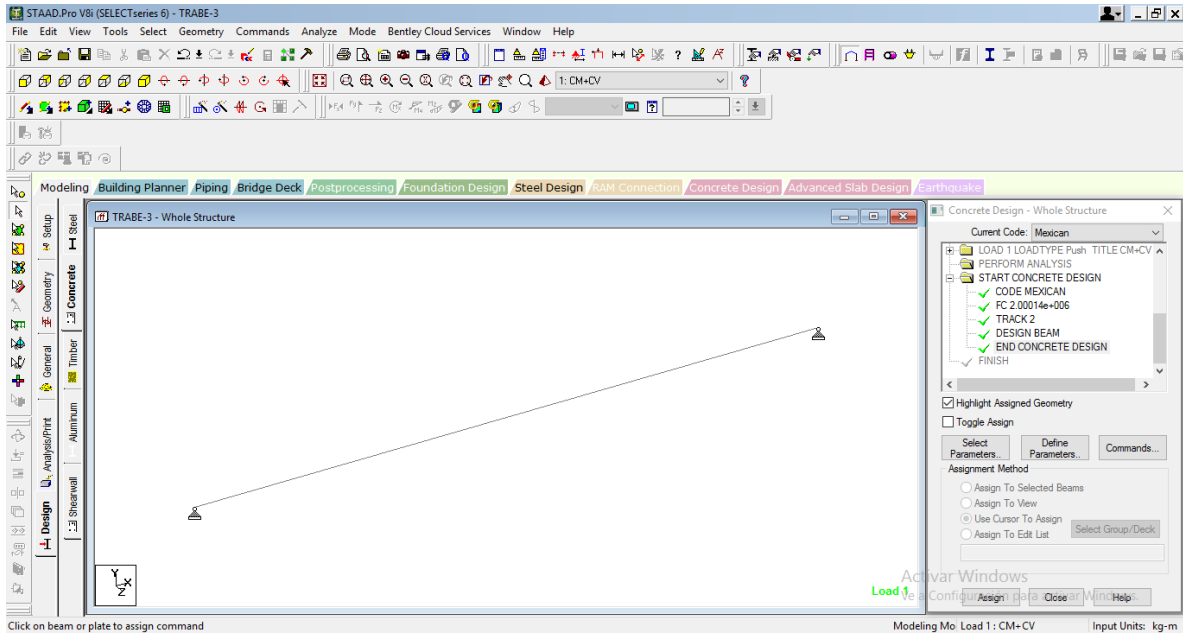 STAAD.Pro V8i (SELECTseries 6) - TRABE-3
File Edit View Tools Select Geometry Commands Analyze Mode Bentley Cloud Services Window Help
1: CM+CV
Modeling Building Planner Piping Bridge Deck Postprocessing Foundation Design Steel Design RAM Connection Concrete Design Advanced Slab Design Earthquake
Setup
Geometry
General
Analysis/Print
Design
Steel
Concrete
Timber
Aluminum
Shearwall
TRABE-3 - Whole Structure
Y
X
Z
Load 1
Concrete Design - Whole Structure
Current Code: Mexican
LOAD 1 LOADTYPE Push TITLE CM+CV
PERFORM ANALYSIS
START CONCRETE DESIGN
CODE MEXICAN
FC 2.00014e+006
TRACK 2
DESIGN BEAM
END CONCRETE DESIGN
FINISH
Highlight Assigned Geometry
Toggle Assign
Select Parameters..
Define Parameters..
Commands...
Assignment Method
Assign To Selected Beams
Assign To View
Use Cursor To Assign
Assign To Edit List
Select Group/Deck
Activar Windows
Assign Close Help
Click on beam or plate to assign command
Modeling Mo Load 1 : CM+CV Input Units: kg-m